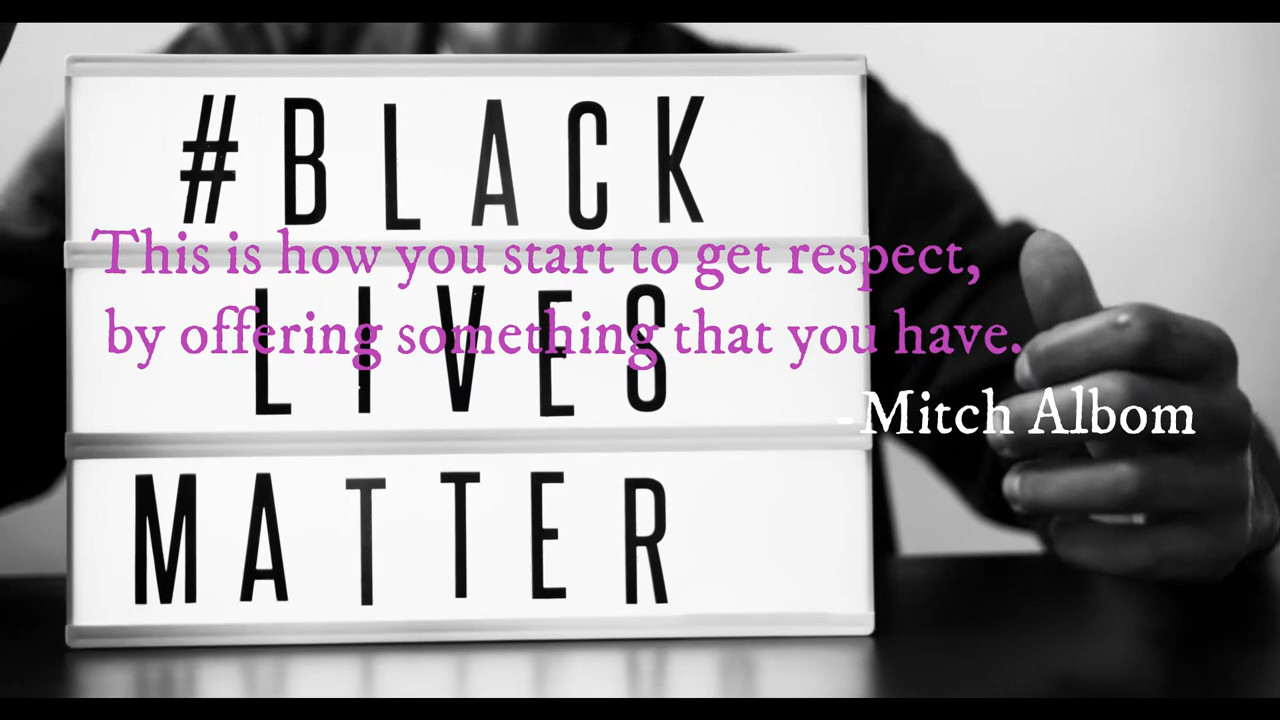 #BLACK
This is how you start to get respect,
LIVES
by offering something that you have.
-Mitch Albom
MATTER